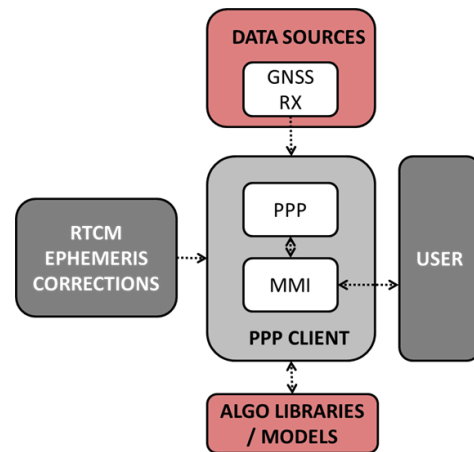 DATA SOURCES
GNSS
RX
RTCM
EPHEMERIS
CORRECTIONS
PPP
MMI
PPP CLIENT
USER
ALGO LIBRARIES
/ MODELS